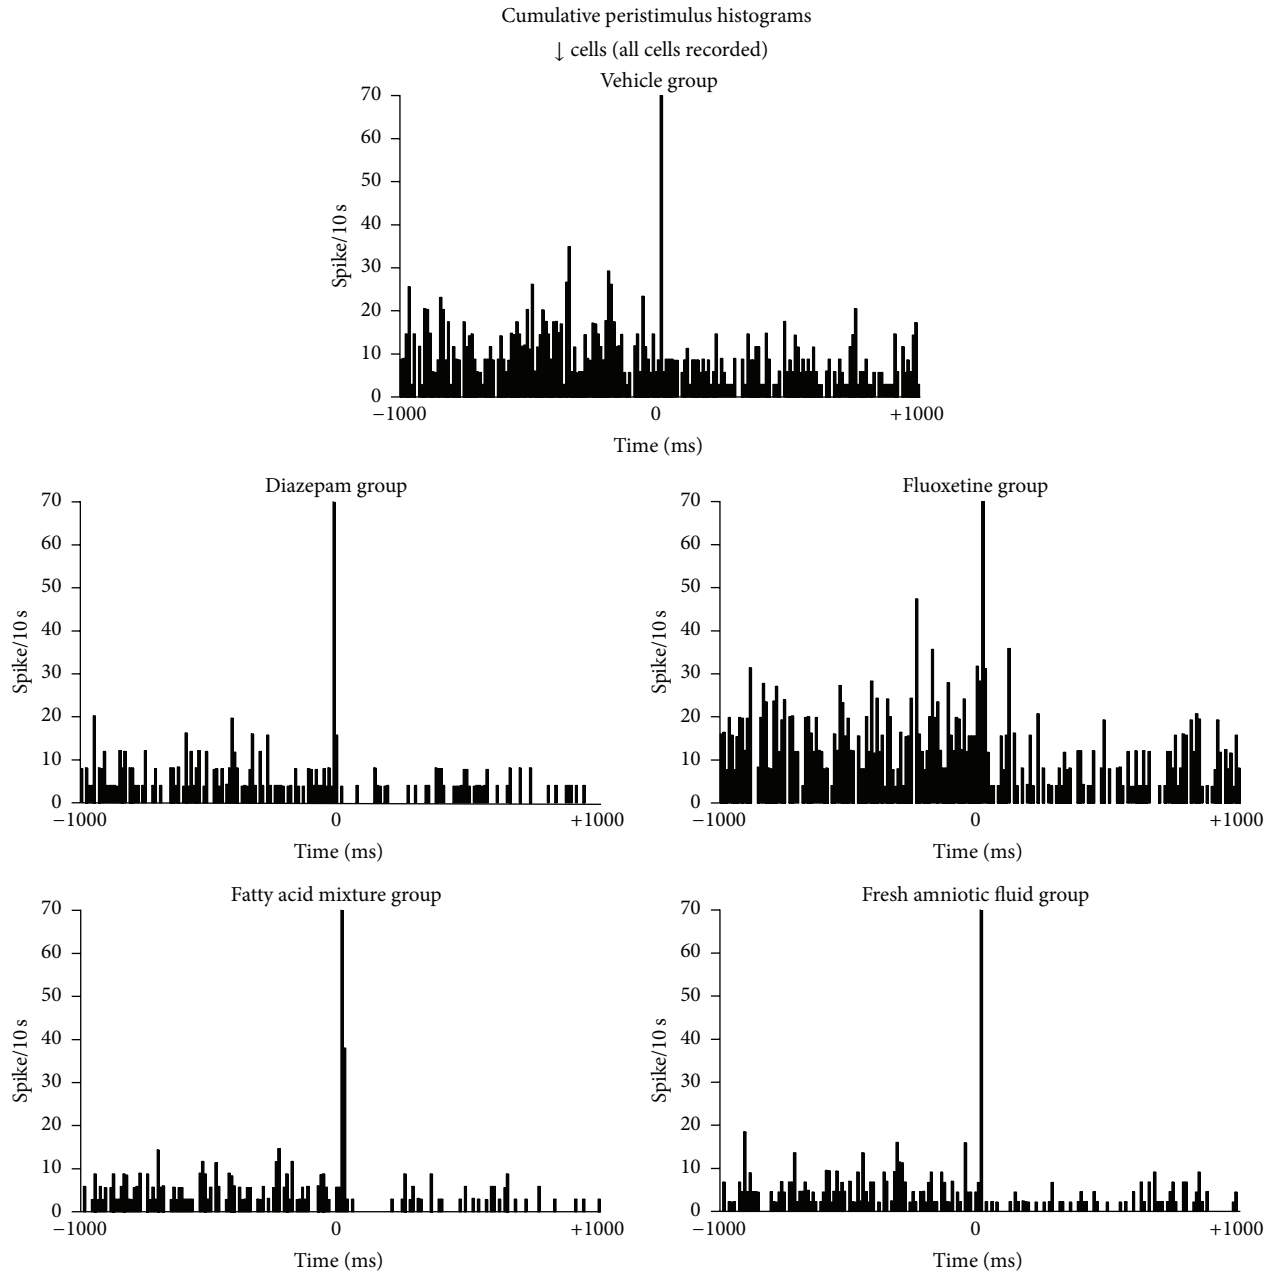 Cumulative peristimulus histograms
↓ cells (all cells recorded)
Vehicle group
70
60
50
40
30
20
10
0
Spike/10 s
−1000 0 +1000
Time (ms)
Diazepam group
70
60
50
40
30
20
10
0
Spike/10 s
−1000 0 +1000
Time (ms)
Fluoxetine group
70
60
50
40
30
20
10
0
Spike/10 s
−1000 0 +1000
Time (ms)
Fatty acid mixture group
70
60
50
40
30
20
10
0
Spike/10 s
−1000 0 +1000
Time (ms)
Fresh amniotic fluid group
70
60
50
40
30
20
10
0
Spike/10 s
−1000 0 +1000
Time (ms)